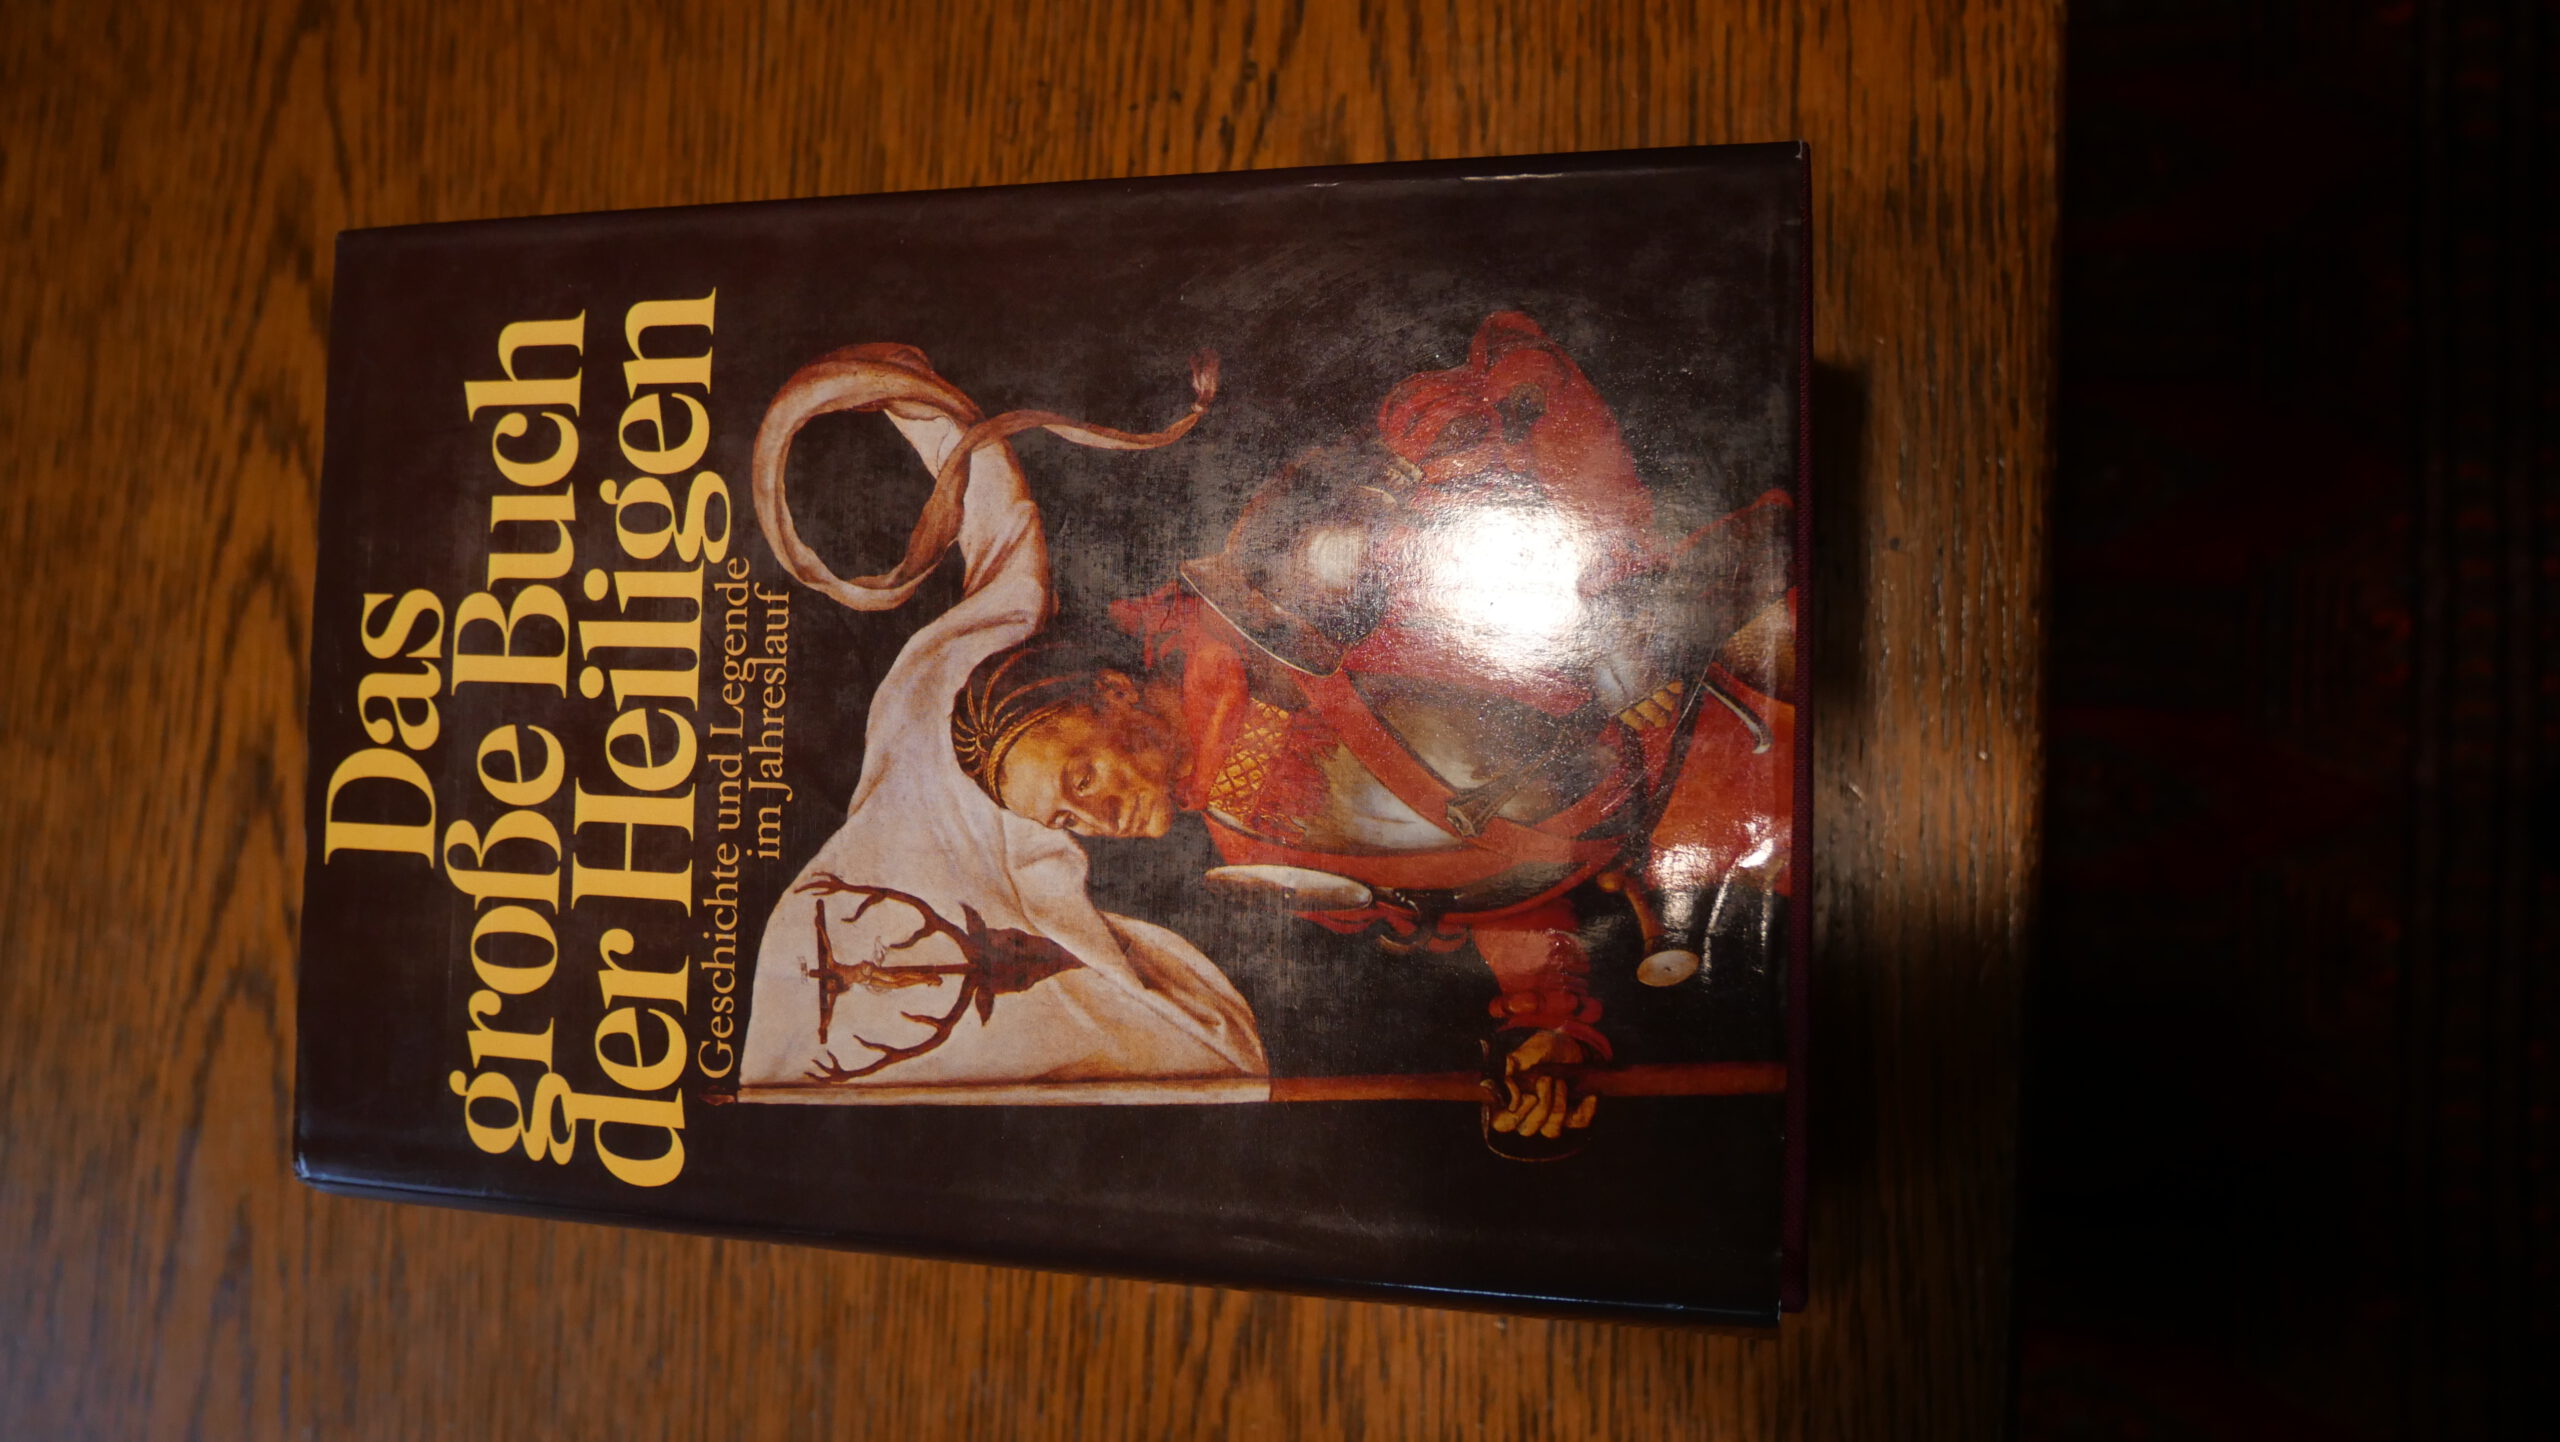 Das
große Buch
der Heiligen
Geschichte und Legende
im Jahreslauf